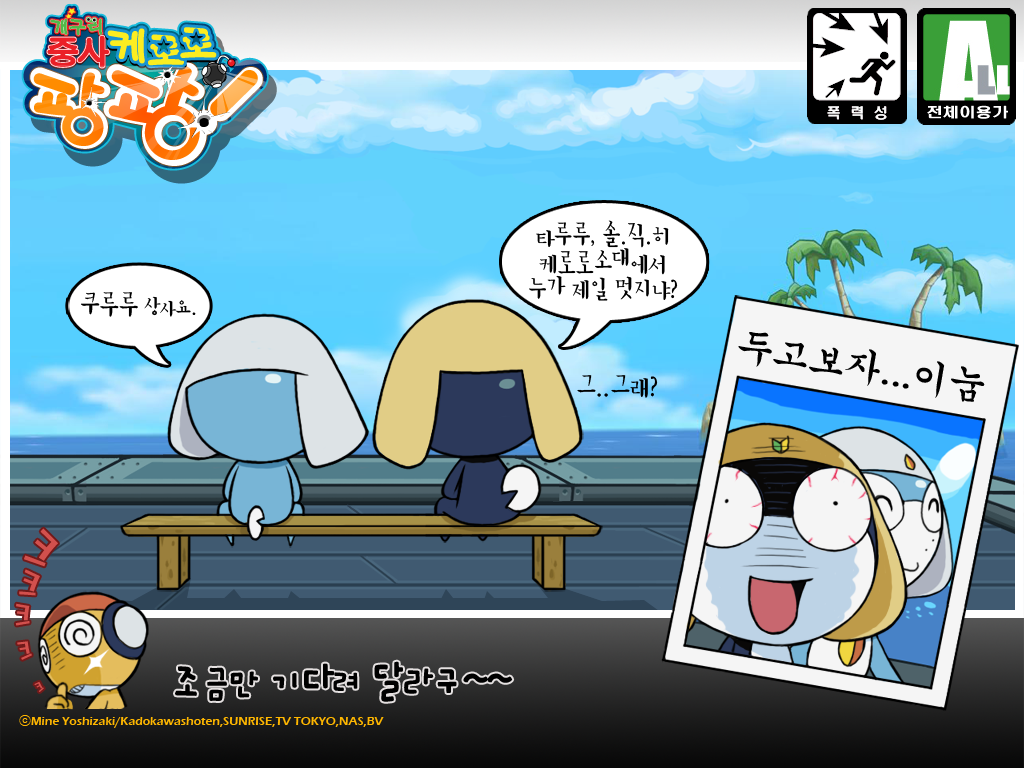 개구리
중사 케로로
팡팡!
폭력성
ALL
전체이용가
타루루, 솔.직.히
케로로소대에서
누가 제일 멋지냐?
쿠루루 상사요.
그..그래?
두고보자...이눔
크크크크크
조금만 기다려 달라구~~
©Mine Yoshizaki/Kadokawashoten,SUNRISE,TV TOKYO,NAS,BV